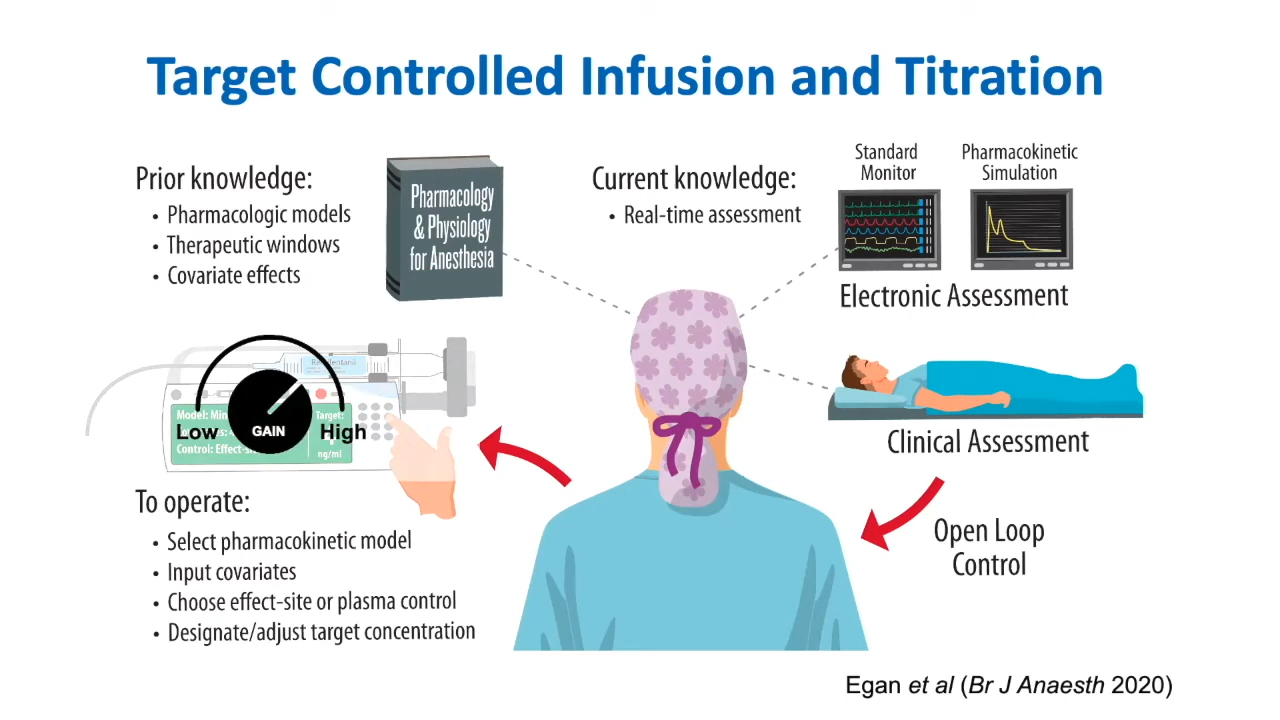 Target Controlled Infusion and Titration
Prior knowledge:
• Pharmacologic models
• Therapeutic windows
• Covariate effects
Pharmacology
& Physiology
for Anesthesia
Current knowledge:
• Real-time assessment
Standard
Monitor
Pharmacokinetic
Simulation
Electronic Assessment
Clinical Assessment
Open Loop
Control
Model:
Target:
Control:
ng/ml
Low
GAIN
High
To operate:
• Select pharmacokinetic model
• Input covariates
• Choose effect-site or plasma control
• Designate/adjust target concentration
Egan et al (Br J Anaesth 2020)